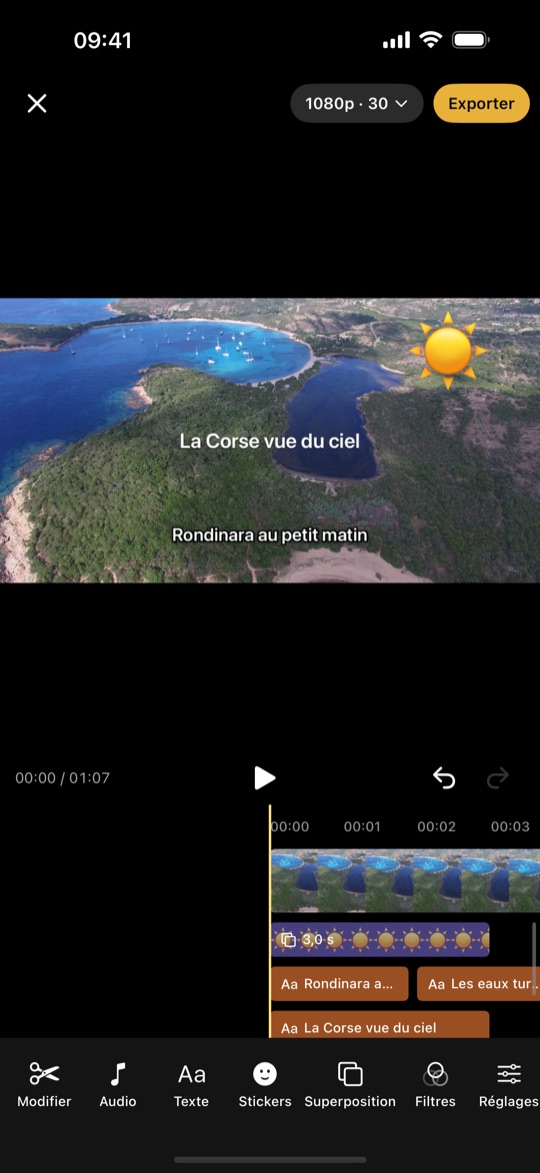 09:41
1080p · 30
Exporter
La Corse vue du ciel
Rondinara au petit matin
00:00 / 01:07
00:00 00:01 00:02 00:03
3,0 s
Aa Rondinara a... Aa Les eaux tur...
Aa La Corse vue du ciel
Aa
Modifier Audio Texte Stickers Superposition Filtres Réglages